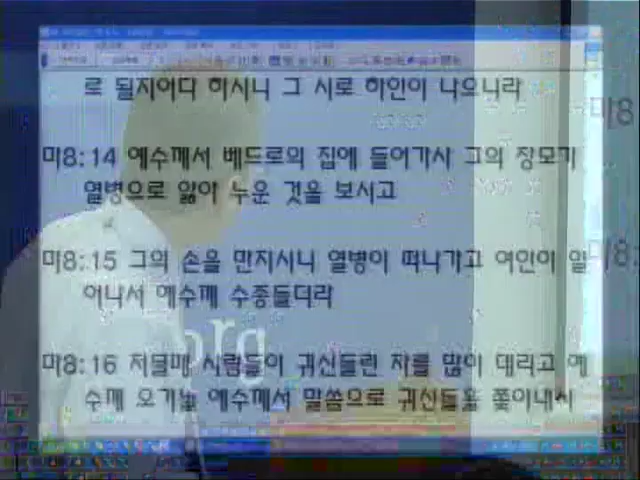 로 될지어다 하시니 그 시로 하인이 나으니라
마8:14 예수께서 베드로의 집에 들어가사 그의 장모가
열병으로 앓아 누운 것을 보시고
마8:15 그의 손을 만지시니 열병이 떠나가고 여인이 일
어나서 예수께 수종들더라
마8:16 저물매 사람들이 귀신들린 자를 많이 데리고 예
수께 오거늘 예수께서 말씀으로 귀신들을 쫓아내시
마8
마8:
org